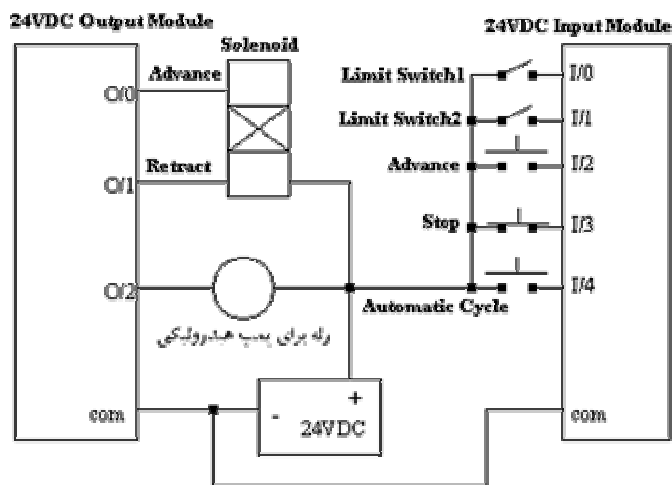 24VDC Output Module
24VDC Input Module
Solenoid
O/0
Advance
Limit Switch1
I/0
Limit Switch2
I/1
O/1
Retract
Advance
I/2
Stop
I/3
O/2
Automatic Cycle
I/4
رله برای پمپ هیدرولیکی
com
- +
24VDC
com